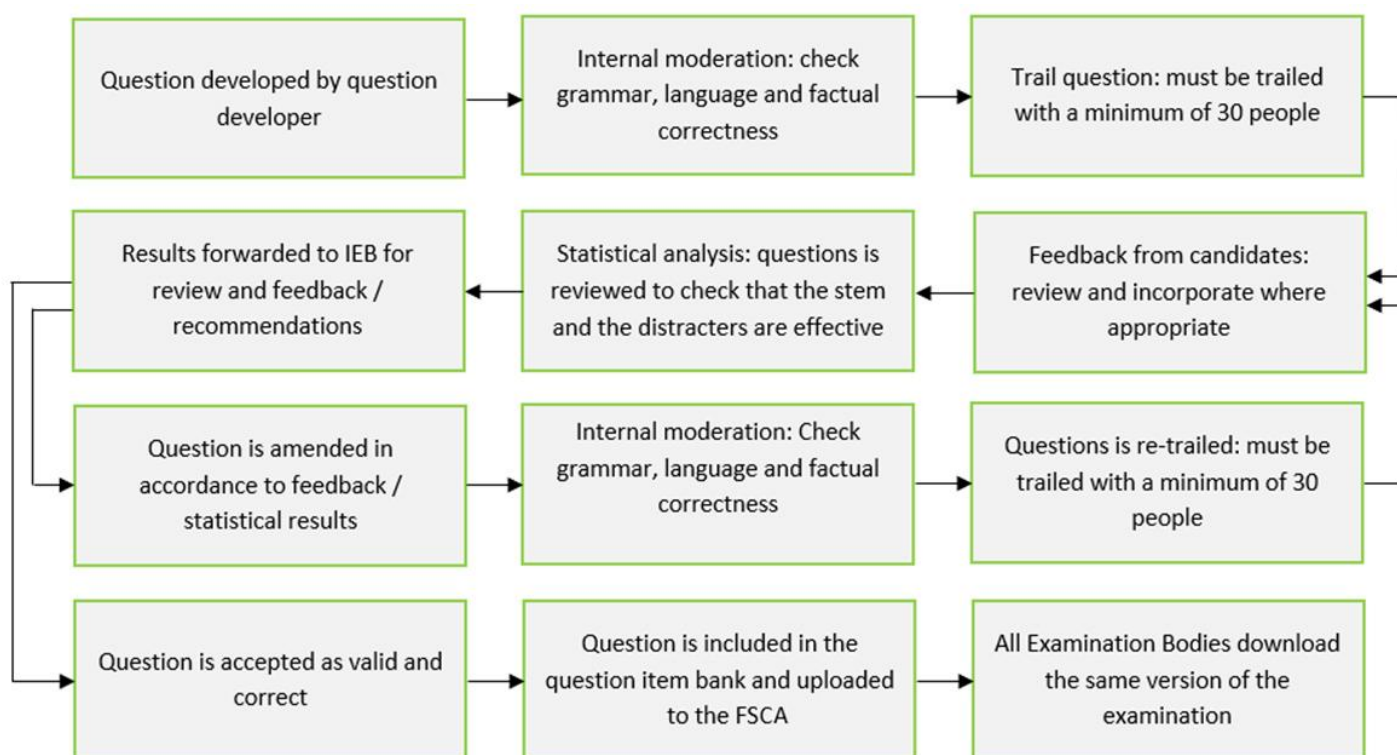 Question developed by question
developer
Internal moderation: check
grammar, language and factual
correctness
Trail question: must be trailed
with a minimum of 30 people
Results forwarded to IEB for
review and feedback /
recommendations
Statistical analysis: questions is
reviewed to check that the stem
and the distracters are effective
Feedback from candidates:
review and incorporate where
appropriate
Question is amended in
accordance to feedback /
statistical results
Internal moderation: Check
grammar, language and factual
correctness
Questions is re-trailed: must be
trailed with a minimum of 30
people
Question is accepted as valid and
correct
Question is included in the
question item bank and uploaded
to the FSCA
All Examination Bodies download
the same version of the
examination